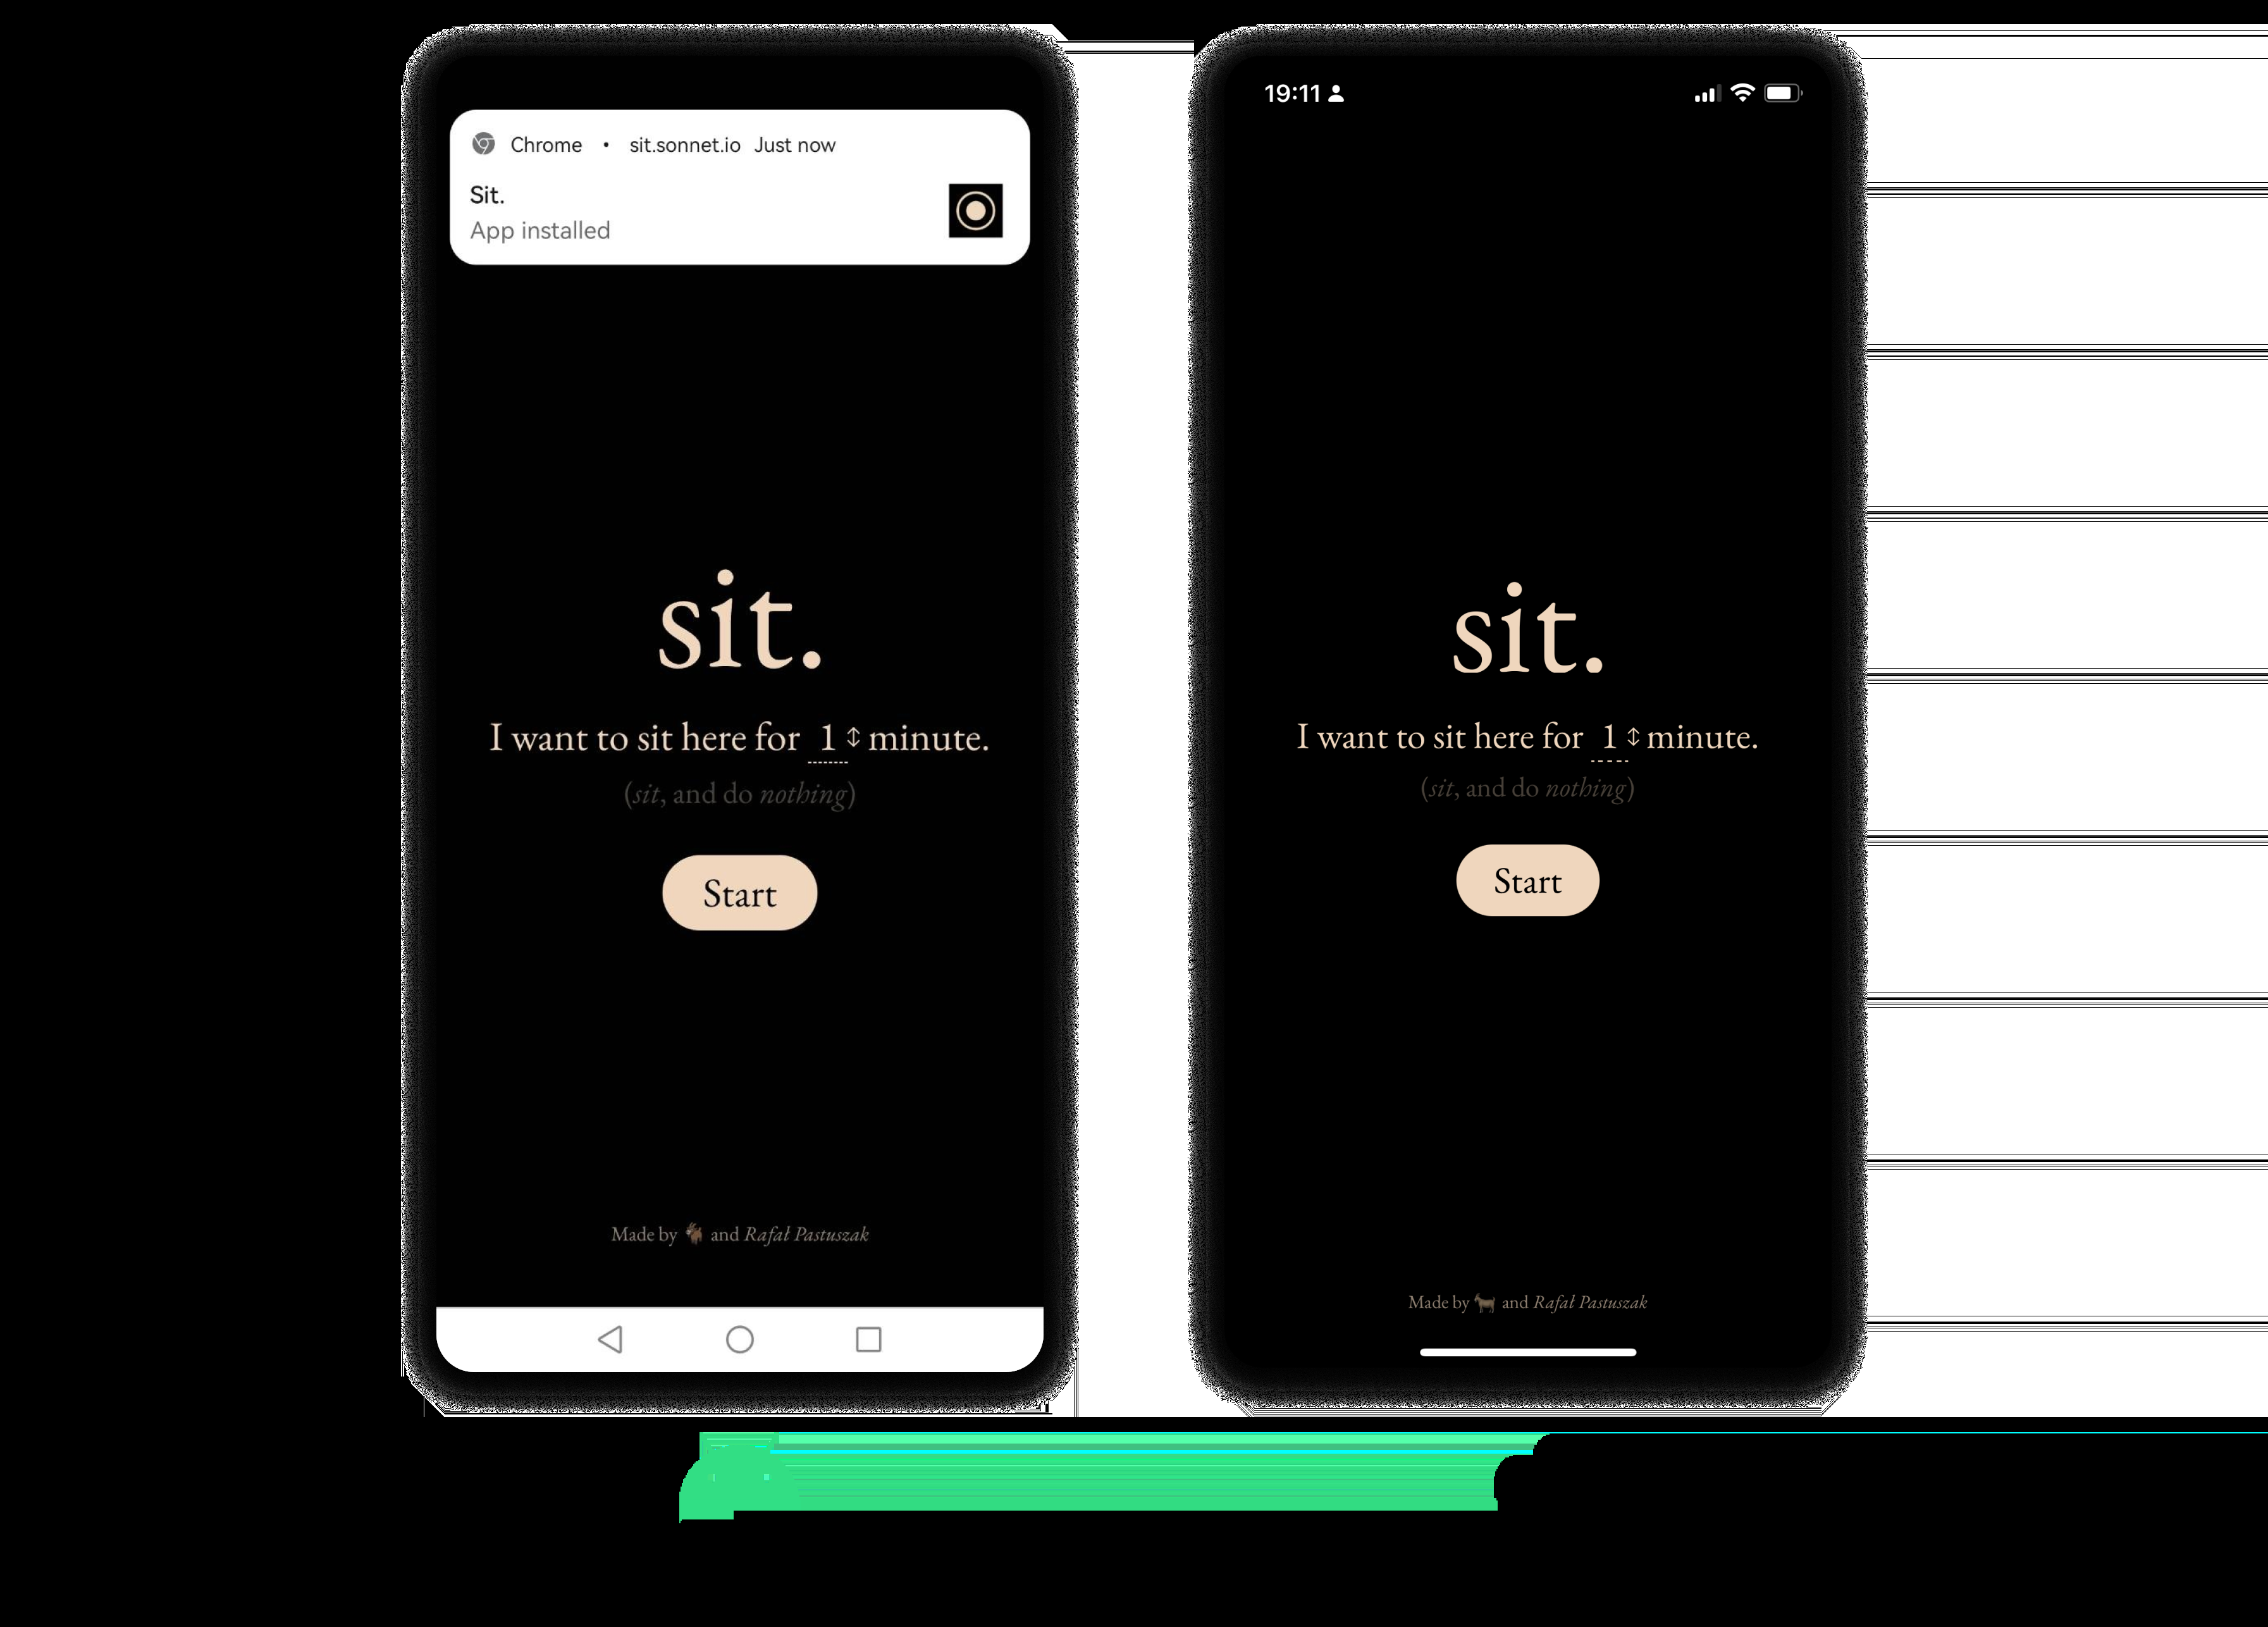 Chrome • sit.sonnet.io Just now
Sit.
App installed
sit.
I want to sit here for 1 ↕ minute.
(sit, and do nothing)
Start
Made by 🐐 and Rafał Pastuszak
19:11
sit.
I want to sit here for 1 ↕ minute.
(sit, and do nothing)
Start
Made by 🐐 and Rafał Pastuszak